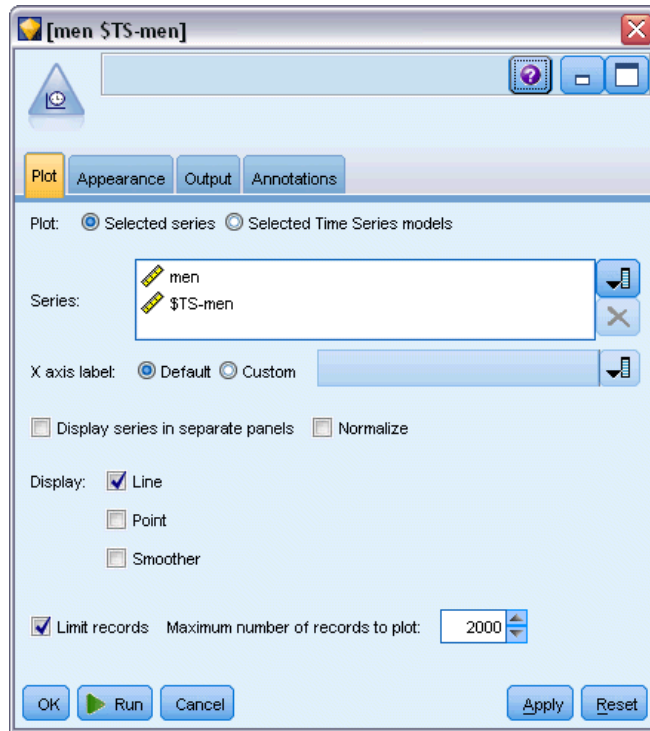 [men $TS-men]
Plot Appearance Output Annotations
Plot: Selected series Selected Time Series models
men
Series:
$TS-men
X axis label: Default Custom
Display series in separate panels Normalize
Display: Line
Point
Smoother
Limit records Maximum number of records to plot: 2000
OK Run Cancel Apply Reset